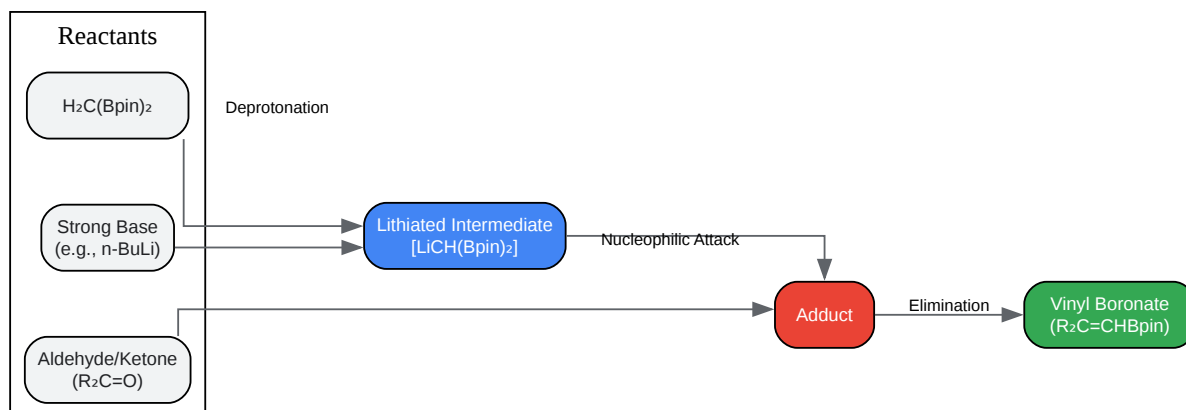 Reactants
H₂C(Bpin)₂
Deprotonation
Strong Base
(e.g., n-BuLi)
Lithiated Intermediate
[LiCH(Bpin)₂]
Nucleophilic Attack
Aldehyde/Ketone
(R₂C=O)
Adduct
Elimination
Vinyl Boronate
(R₂C=CHBpin)